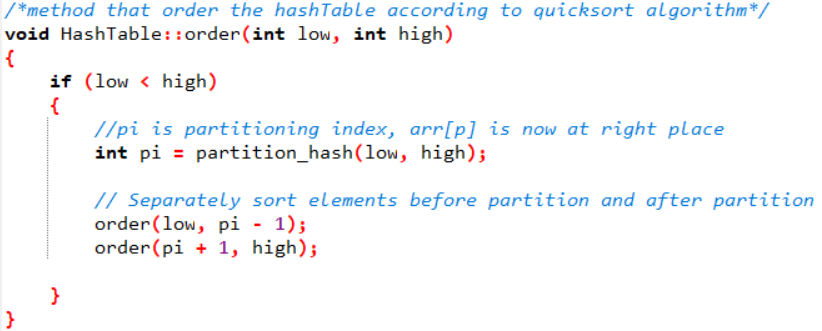 /*method that order the hashTable according to quicksort algorithm*/
void HashTable::order(int low, int high)
{
if (low < high)
{
//pi is partitioning index, arr[p] is now at right place
int pi = partition_hash(low, high);
// Separately sort elements before partition and after partition
order(low, pi - 1);
order(pi + 1, high);
}
}